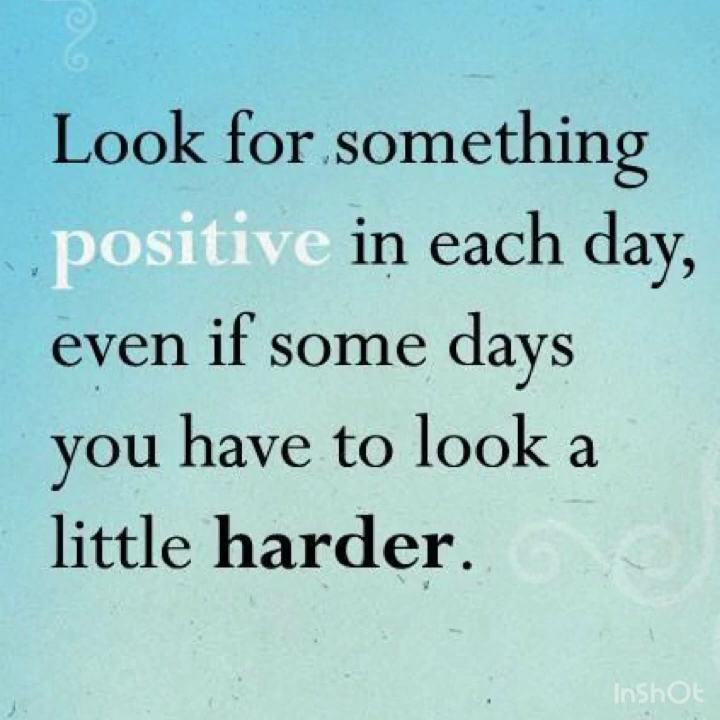 Look for something
positive in each day,
even if some days
you have to look a
little harder.
InShOt